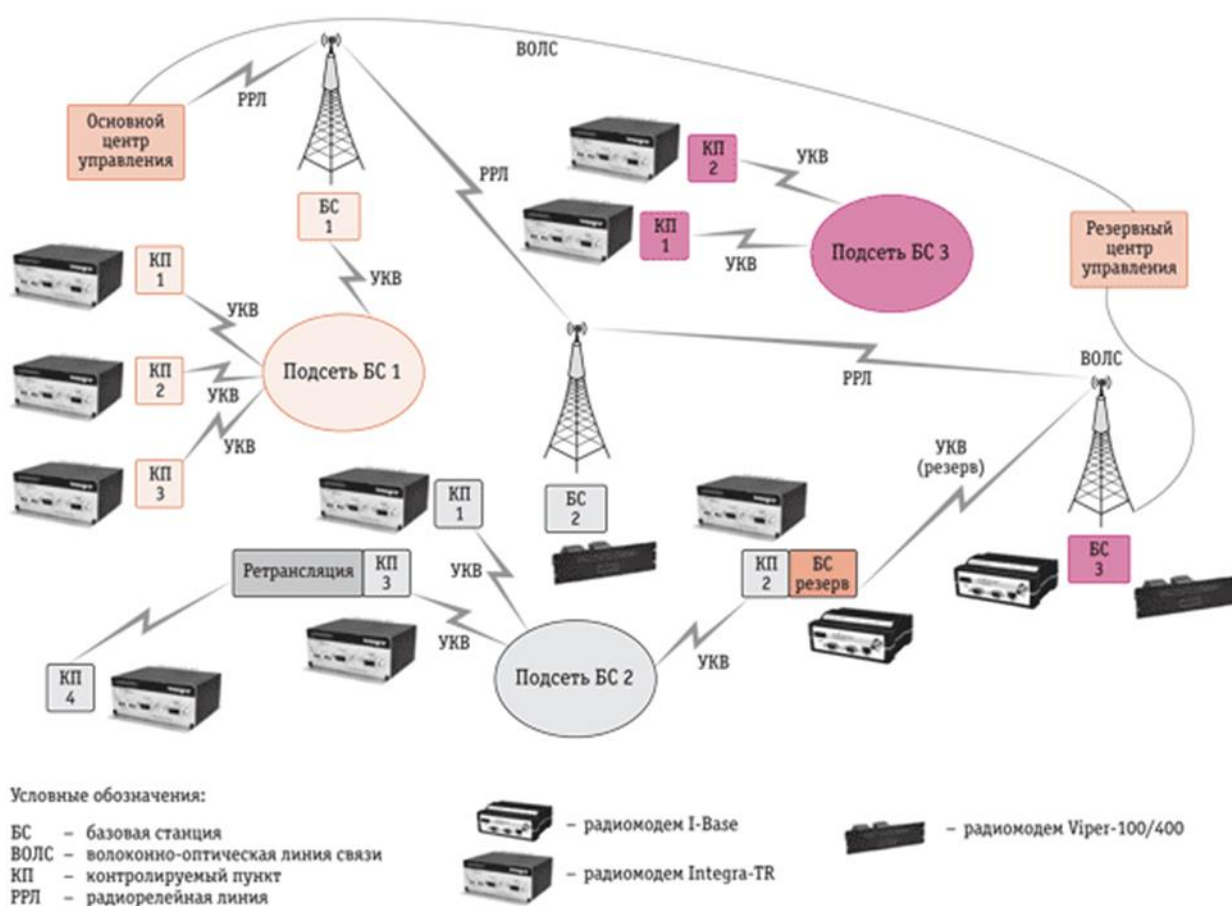 ВОЛС
РРЛ
Основной
центр
управления
РРЛ
КП
2
УКВ
КП
1
УКВ
Подсеть БС 3
Резервный
центр
управления
БС
1
УКВ
КП
1
УКВ
КП
2
УКВ
КП
3
УКВ
Подсеть БС 1
РРЛ
ВОЛС
УКВ
(резерв)
КП
1
УКВ
БС
2
Ретрансляция
КП
3
УКВ
КП
2
БС
резерв
УКВ
БС
3
КП
4
Подсеть БС 2
Условные обозначения:
БС – базовая станция
ВОЛС – волоконно-оптическая линия связи
КП – контролируемый пункт
РРЛ – радиорелейная линия
– радиомодем I-Base
– радиомодем Integra-TR
– радиомодем Viper-100/400